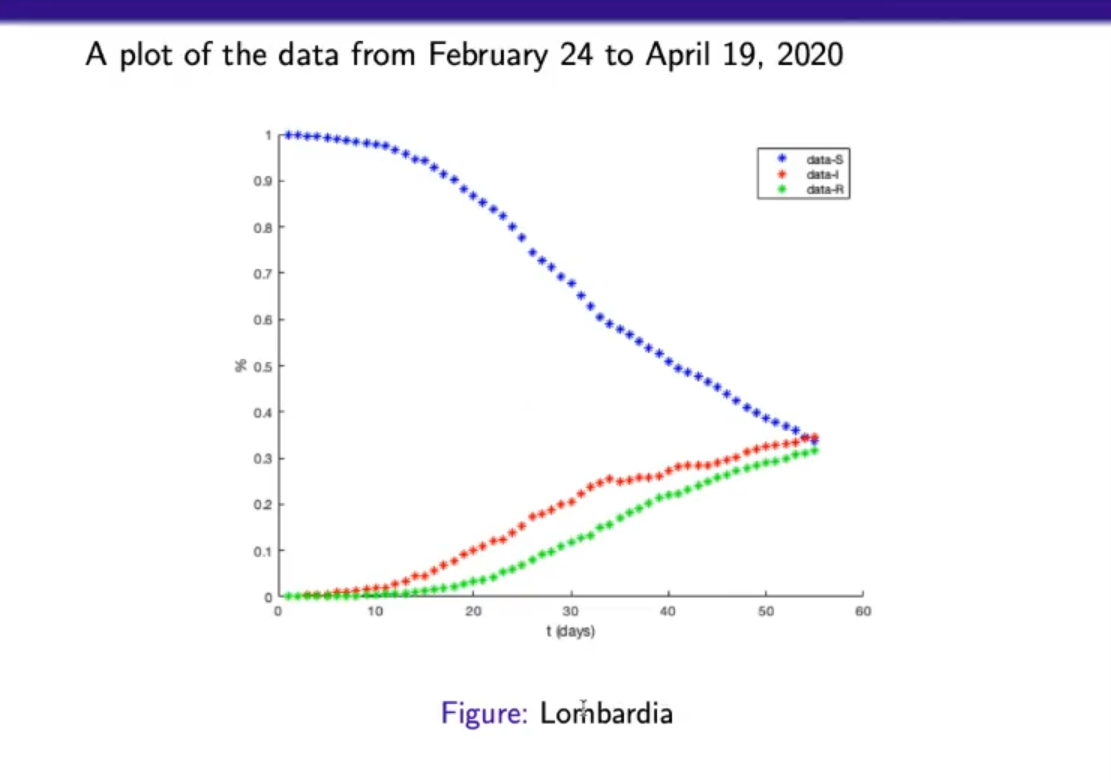 A plot of the data from February 24 to April 19, 2020
data-S
data-I
data-R
1
0.9
0.8
0.7
0.6
0.5
0.4
0.3
0.2
0.1
0
%
0 10 20 30 40 50 60
t (days)
Figure: Lombardia